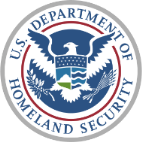 U.S. DEPARTMENT OF
HOMELAND SECURITY